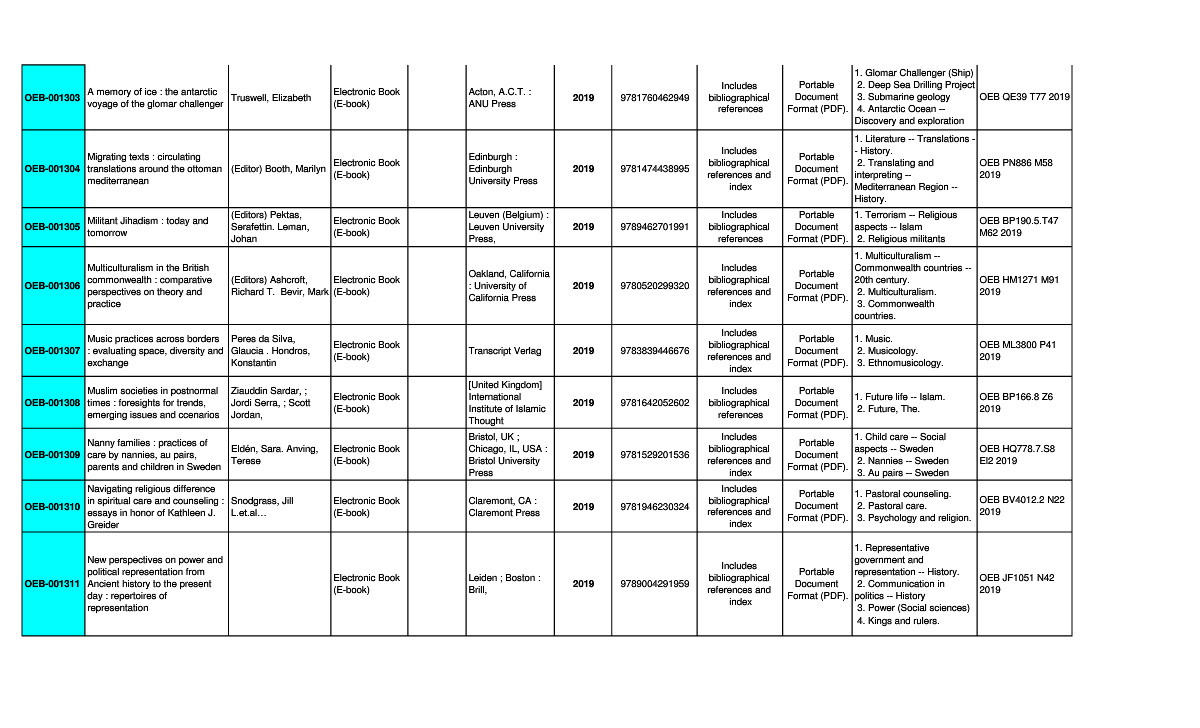 OEB-001303
A memory of ice : the antarctic
voyage of the glomar challenger
Truswell, Elizabeth
Electronic Book
(E-book)
Acton, A.C.T. :
ANU Press
2019
9781760462949
Includes
bibliographical
references
Portable
Document
Format (PDF).
1. Glomar Challenger (Ship)
2. Deep Sea Drilling Project
3. Submarine geology
4. Antarctic Ocean --
Discovery and exploration
OEB QE39 T77 2019
OEB-001304
Migrating texts : circulating
translations around the ottoman
mediterranean
(Editor) Booth, Marilyn
Electronic Book
(E-book)
Edinburgh :
Edinburgh
University Press
2019
9781474438995
Includes
bibliographical
references and
index
Portable
Document
Format (PDF).
1. Literature -- Translations -
- History.
2. Translating and
interpreting --
Mediterranean Region --
History.
OEB PN886 M58
2019
OEB-001305
Militant Jihadism : today and
tomorrow
(Editors) Pektas,
Serafettin. Leman,
Johan
Electronic Book
(E-book)
Leuven (Belgium) :
Leuven University
Press,
2019
9789462701991
Includes
bibliographical
references
Portable
Document
Format (PDF).
1. Terrorism -- Religious
aspects -- Islam
2. Religious militants
OEB BP190.5.T47
M62 2019
OEB-001306
Multiculturalism in the British
commonwealth : comparative
perspectives on theory and
practice
(Editors) Ashcroft,
Richard T. Bevir, Mark
Electronic Book
(E-book)
Oakland, California
: University of
California Press
2019
9780520299320
Includes
bibliographical
references and
index
Portable
Document
Format (PDF).
1. Multiculturalism --
Commonwealth countries --
20th century.
2. Multiculturalism.
3. Commonwealth
countries.
OEB HM1271 M91
2019
OEB-001307
Music practices across borders
: evaluating space, diversity and
exchange
Peres da Silva,
Glaucia . Hondros,
Konstantin
Electronic Book
(E-book)
Transcript Verlag
2019
9783839446676
Includes
bibliographical
references and
index
Portable
Document
Format (PDF).
1. Music.
2. Musicology.
3. Ethnomusicology.
OEB ML3800 P41
2019
OEB-001308
Muslim societies in postnormal
times : foresights for trends,
emerging issues and cenarios
Ziauddin Sardar, ;
Jordi Serra, ; Scott
Jordan,
Electronic Book
(E-book)
[United Kingdom]
International
Institute of Islamic
Thought
2019
9781642052602
Includes
bibliographical
references
Portable
Document
Format (PDF).
1. Future life -- Islam.
2. Future, The.
OEB BP166.8 Z6
2019
OEB-001309
Nanny families : practices of
care by nannies, au pairs,
parents and children in Sweden
Eldén, Sara. Anving,
Terese
Electronic Book
(E-book)
Bristol, UK ;
Chicago, IL, USA :
Bristol University
Press
2019
9781529201536
Includes
bibliographical
references and
index
Portable
Document
Format (PDF).
1. Child care -- Social
aspects -- Sweden
2. Nannies -- Sweden
3. Au pairs -- Sweden
OEB HQ778.7.S8
El2 2019
OEB-001310
Navigating religious difference
in spiritual care and counseling :
essays in honor of Kathleen J.
Greider
Snodgrass, Jill
L.et.al…
Electronic Book
(E-book)
Claremont, CA :
Claremont Press
2019
9781946230324
Includes
bibliographical
references and
index
Portable
Document
Format (PDF).
1. Pastoral counseling.
2. Pastoral care.
3. Psychology and religion.
OEB BV4012.2 N22
2019
OEB-001311
New perspectives on power and
political representation from
Ancient history to the present
day : repertoires of
representation
Electronic Book
(E-book)
Leiden ; Boston :
Brill,
2019
9789004291959
Includes
bibliographical
references and
index
Portable
Document
Format (PDF).
1. Representative
government and
representation -- History.
2. Communication in
politics -- History
3. Power (Social sciences)
4. Kings and rulers.
OEB JF1051 N42
2019